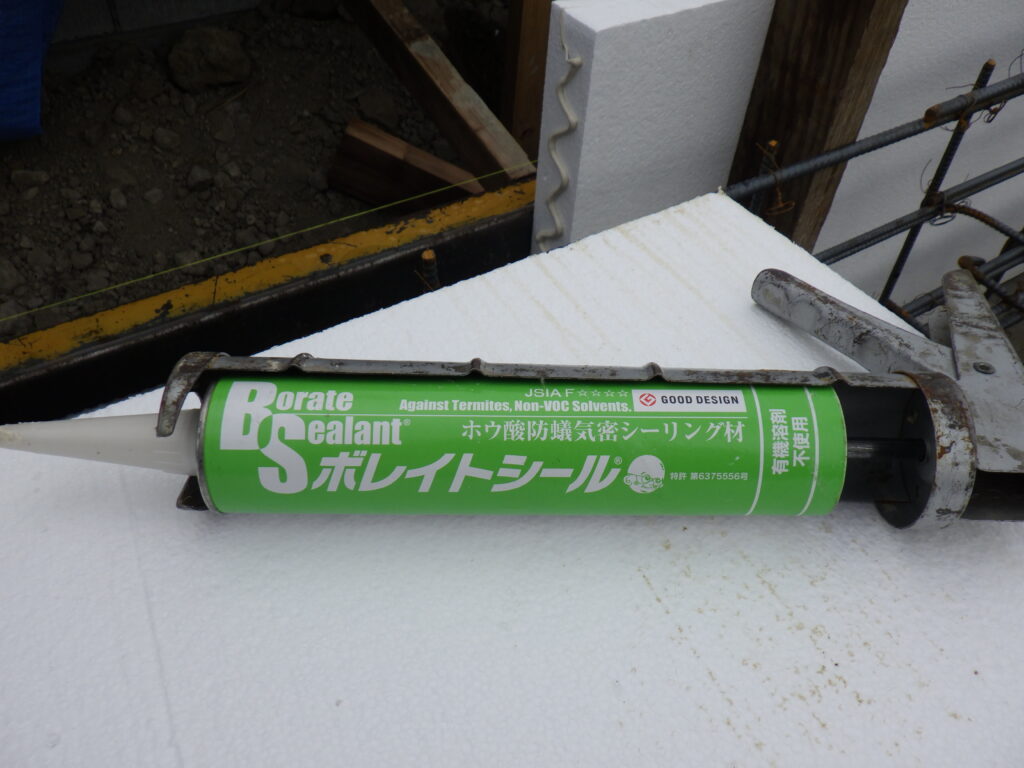 Borate
Sealant®
JSIA F☆☆☆☆
Against Termites, Non-VOC Solvents.
GOOD DESIGN
ホウ酸防蟻気密シーリング材
ボレイトシール®
特許 第6375556号
有機溶剤
不使用